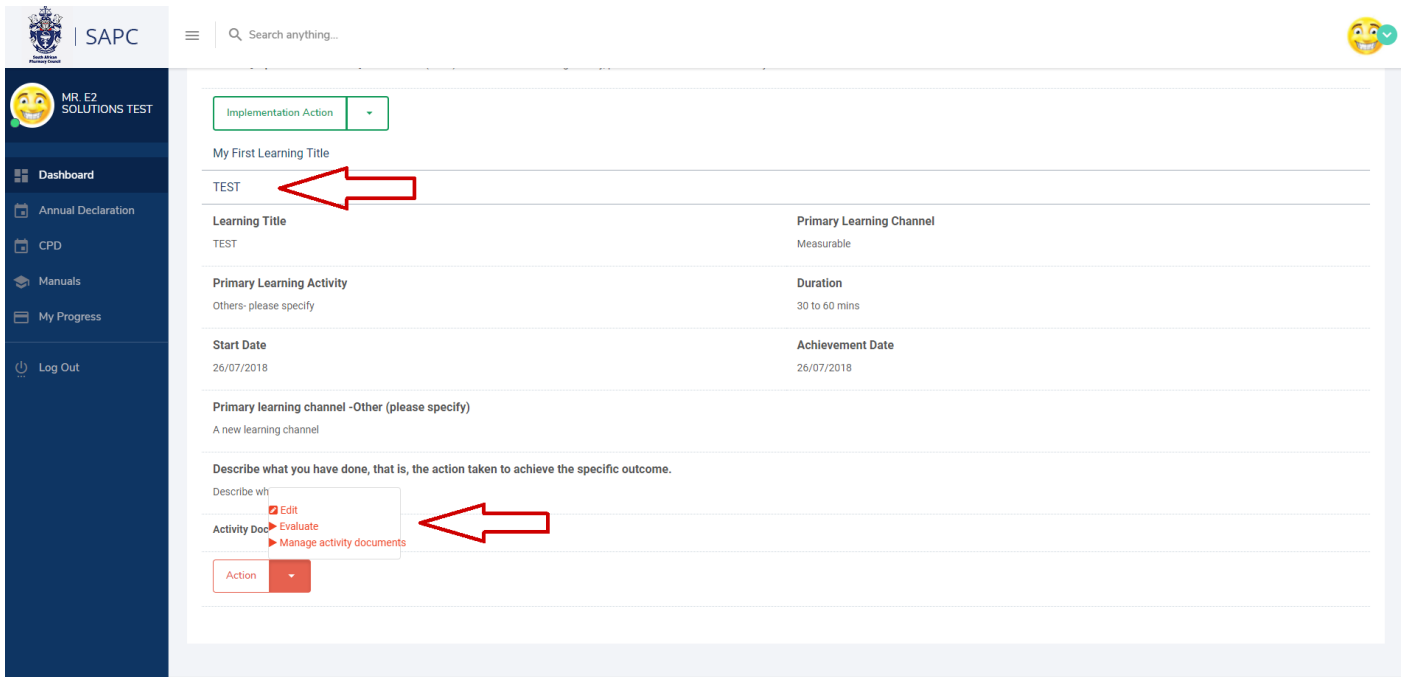 South African
Pharmacy Council
SAPC
Search anything...
MR. E2
SOLUTIONS TEST
Dashboard
Annual Declaration
CPD
Manuals
My Progress
Log Out
Implementation Action
My First Learning Title
TEST
Learning Title
Primary Learning Channel
TEST
Measurable
Primary Learning Activity
Duration
Others- please specify
30 to 60 mins
Start Date
Achievement Date
26/07/2018
26/07/2018
Primary learning channel -Other (please specify)
A new learning channel
Describe what you have done, that is, the action taken to achieve the specific outcome.
Describe wh
Edit
Activity Doc
Evaluate
Manage activity documents
Action